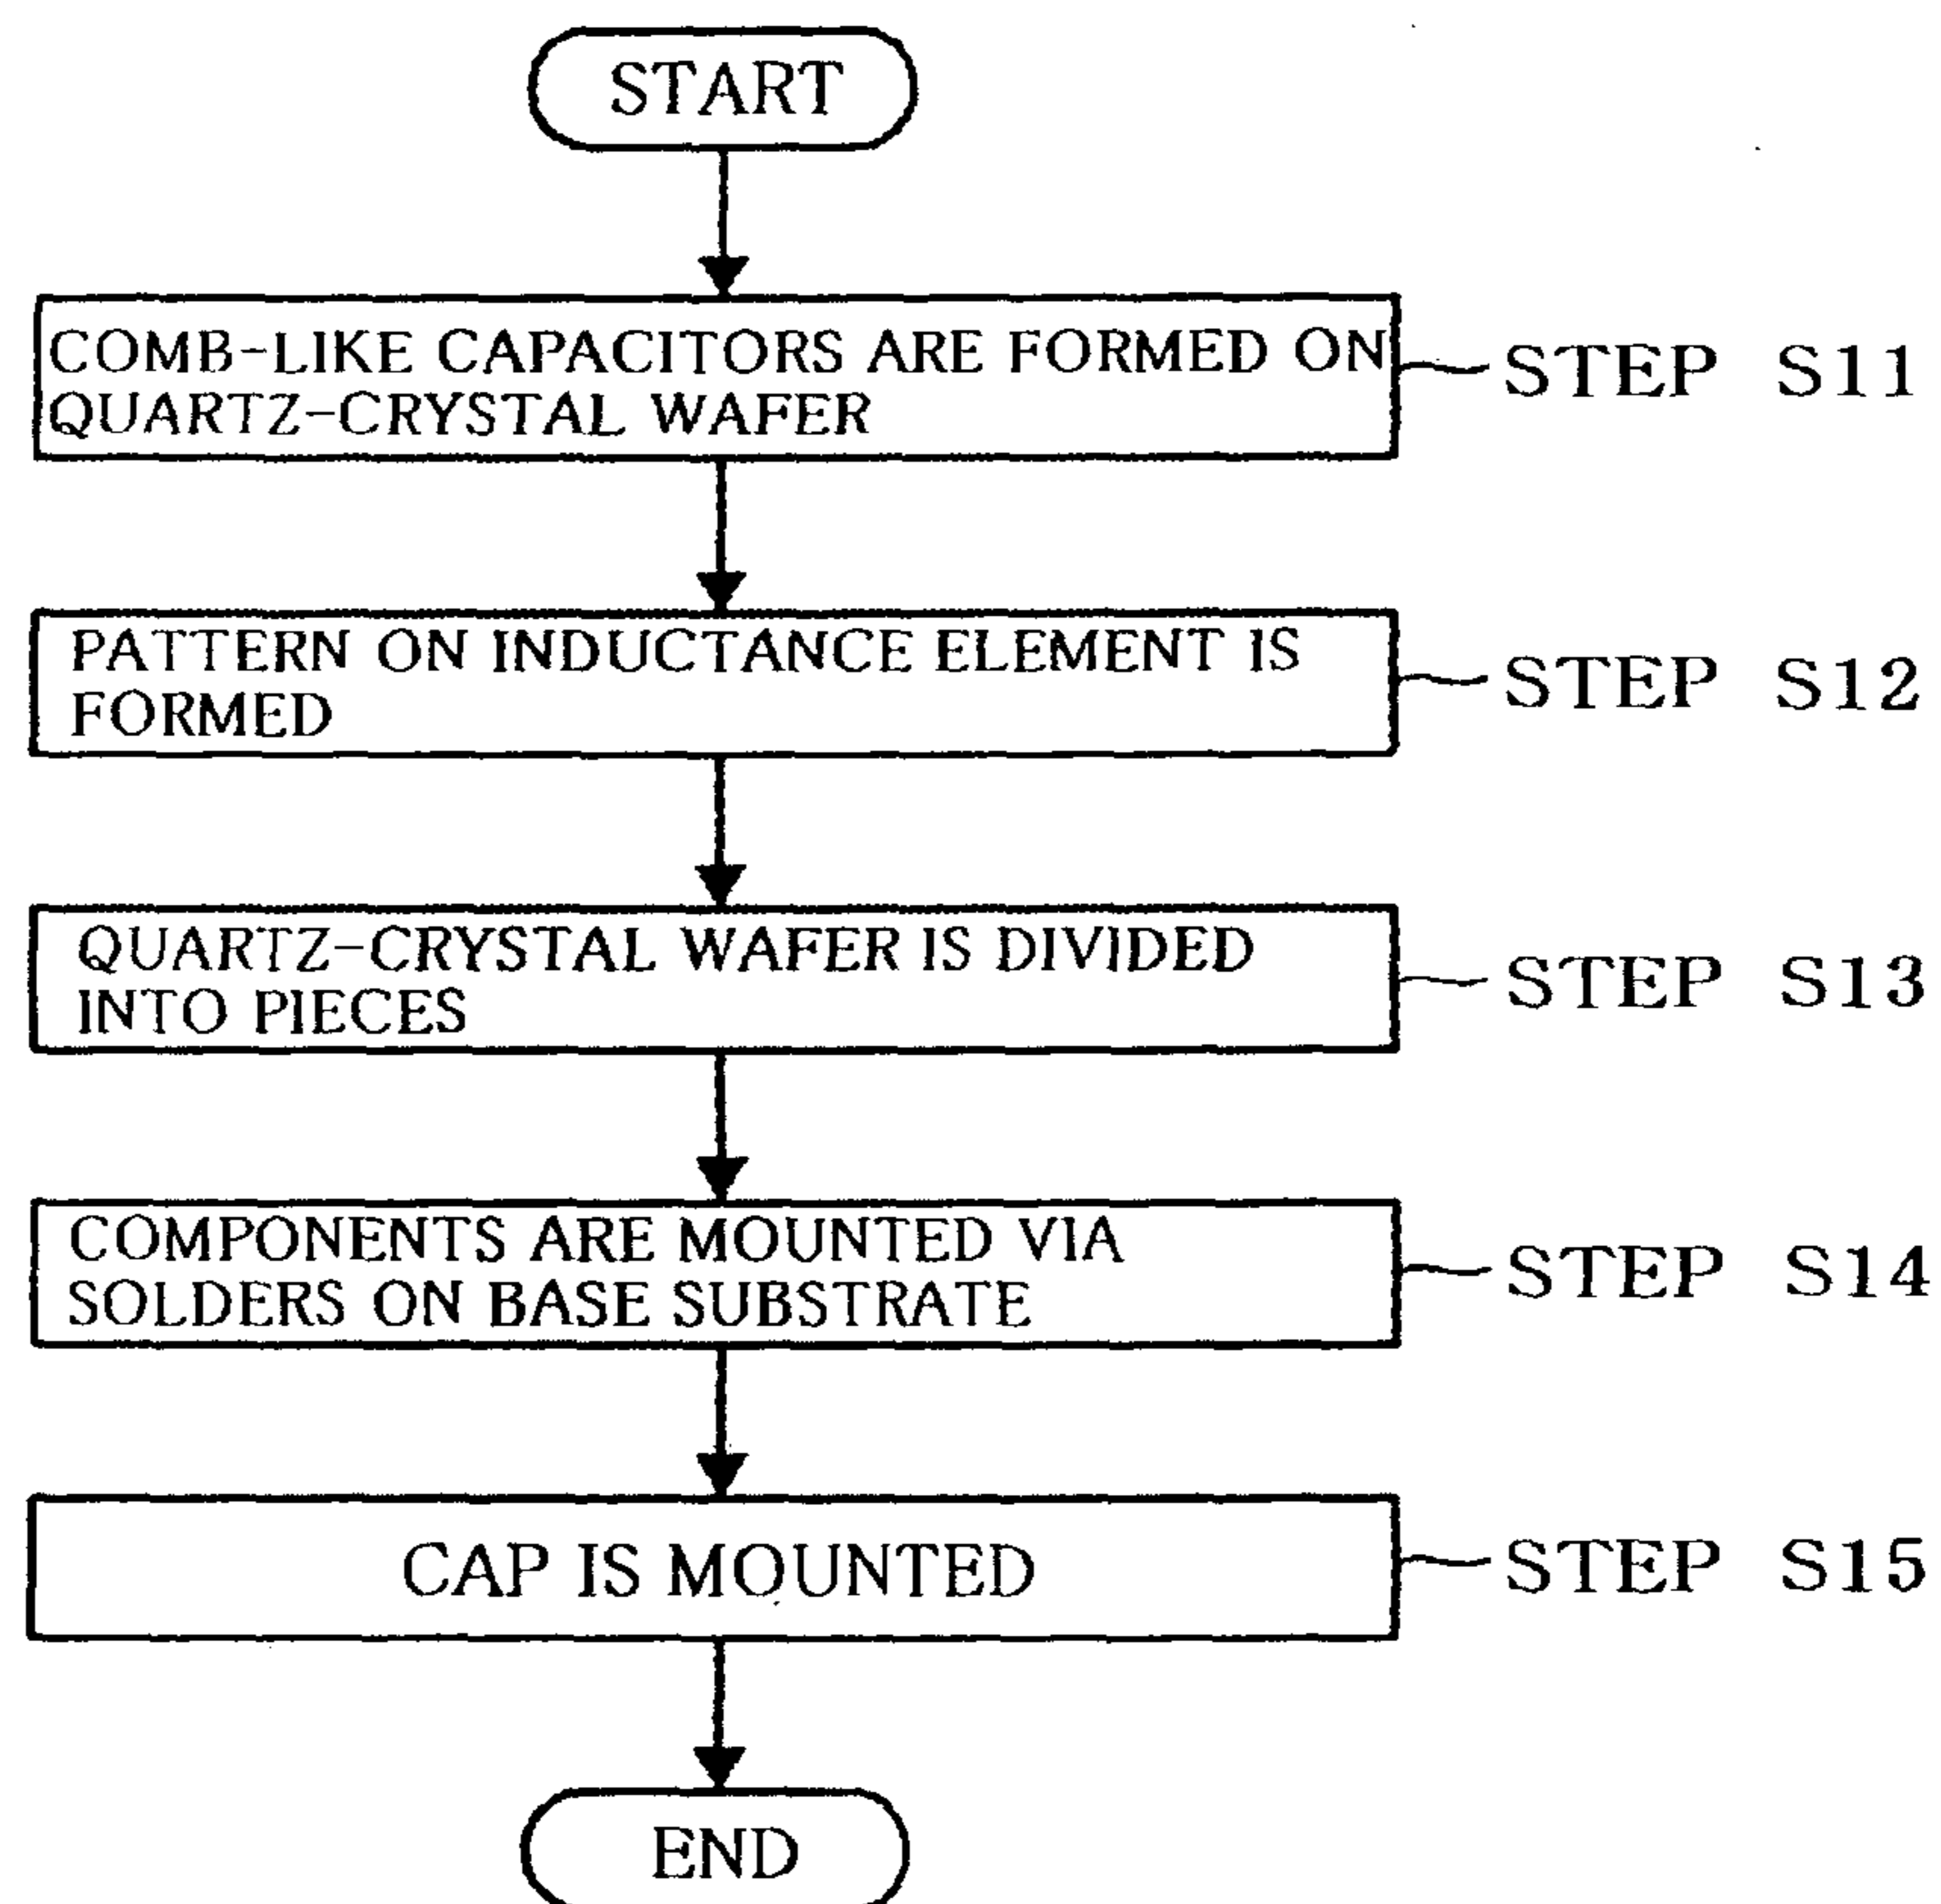 START
COMB-LIKE CAPACITORS ARE FORMED ON
QUARTZ-CRYSTAL WAFER
STEP S11
PATTERN ON INDUCTANCE ELEMENT IS
FORMED
STEP S12
QUARTZ-CRYSTAL WAFER IS DIVIDED
INTO PIECES
STEP S13
COMPONENTS ARE MOUNTED VIA
SOLDERS ON BASE SUBSTRATE
STEP S14
CAP IS MOUNTED
STEP S15
END